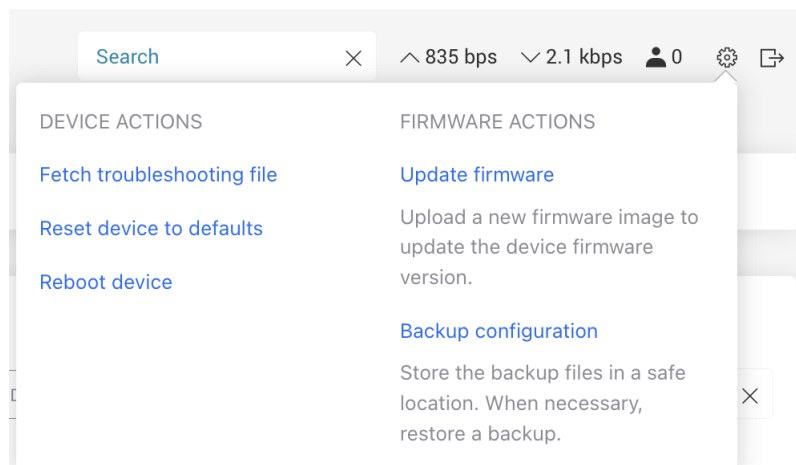 Search
835 bps
2.1 kbps
0
DEVICE ACTIONS
Fetch troubleshooting file
Reset device to defaults
Reboot device
FIRMWARE ACTIONS
Update firmware
Upload a new firmware image to
update the device firmware
version.
Backup configuration
Store the backup files in a safe
location. When necessary,
restore a backup.